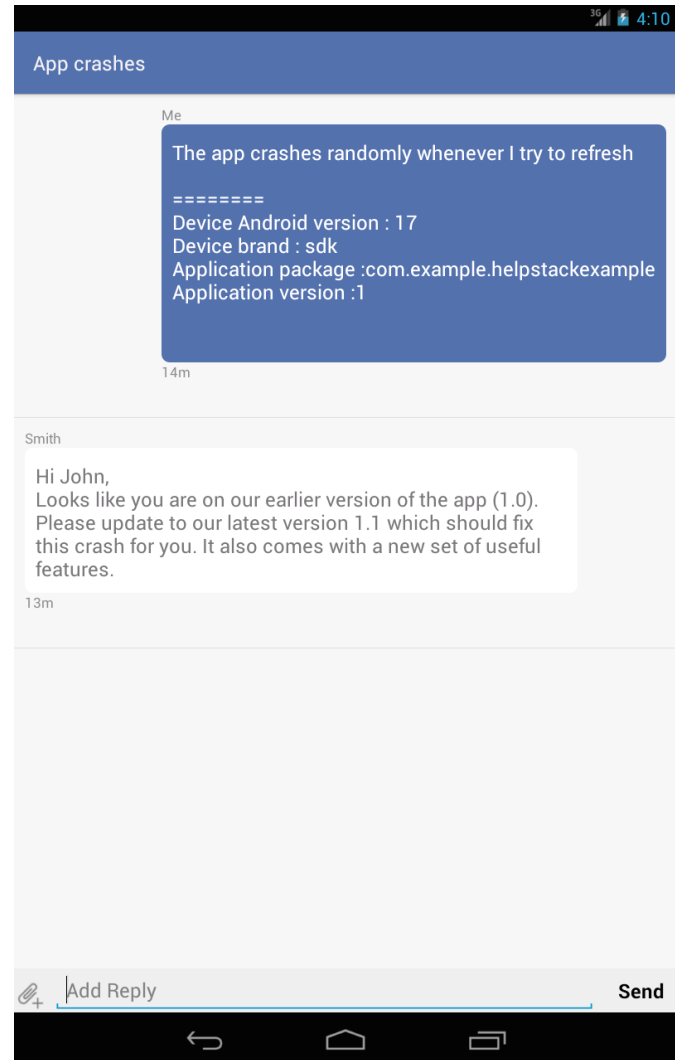 3G 4:10
App crashes
Me
The app crashes randomly whenever I try to refresh
========
Device Android version : 17
Device brand : sdk
Application package :com.example.helpstackexample
Application version :1
14m
Smith
Hi John,
Looks like you are on our earlier version of the app (1.0).
Please update to our latest version 1.1 which should fix
this crash for you. It also comes with a new set of useful
features.
13m
Add Reply
Send